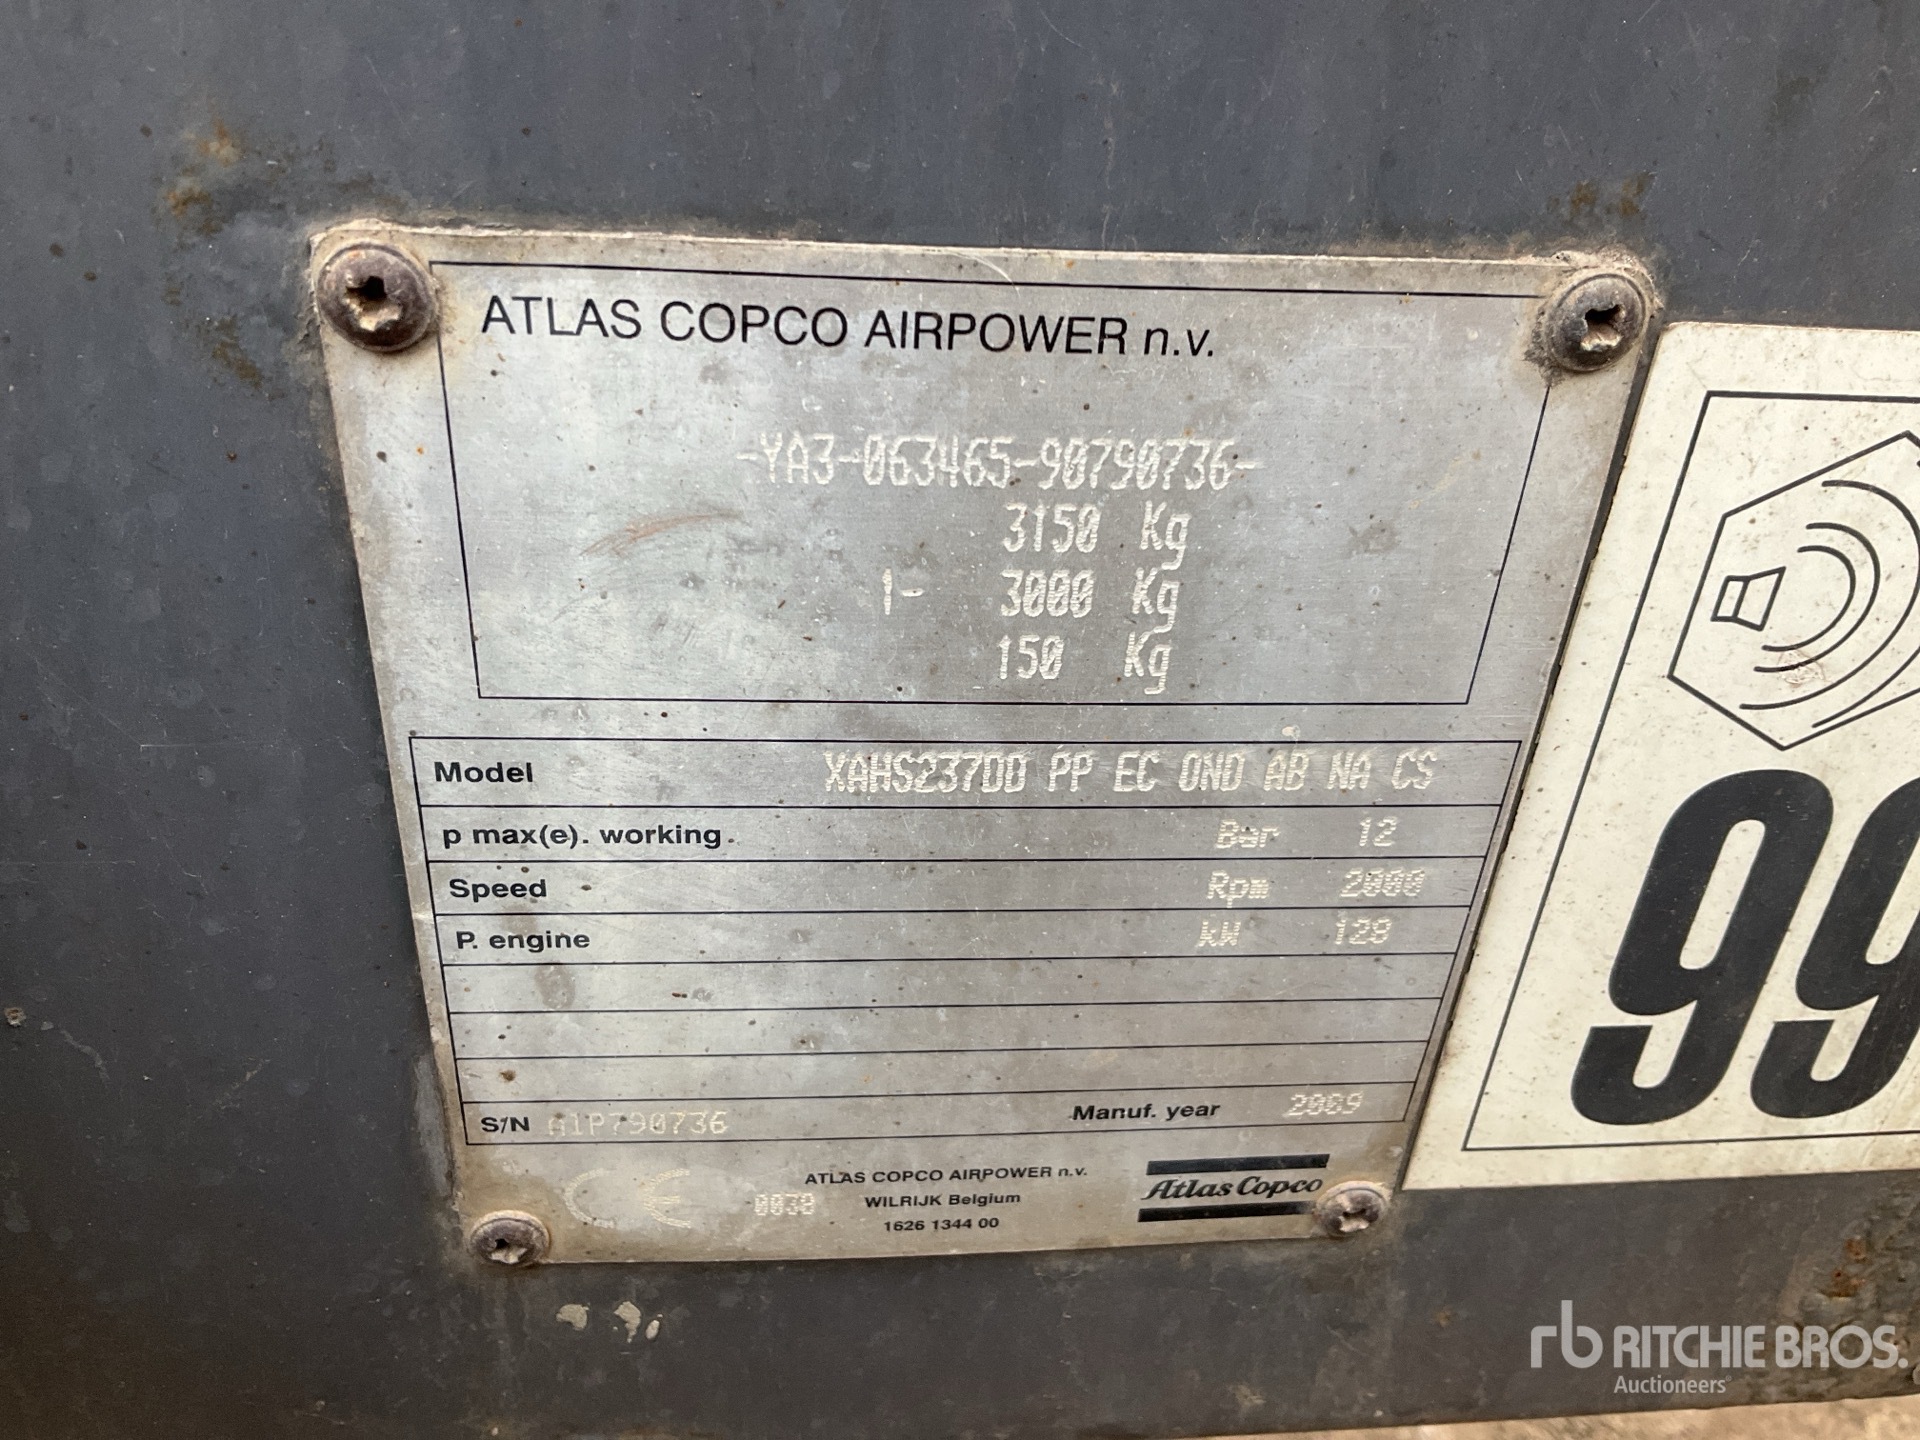 ATLAS COPCO AIRPOWER n.v.
-YA3-063465-90790736-
3150 Kg
1- 3000 Kg
150 Kg
Model XAHS237DD PP EC OND AB NA CS
p max(e). working Bar 12
Speed Rpm 2000
P. engine kW 128
S/N A1P790736 Manuf. year 2009
CE 0038 ATLAS COPCO AIRPOWER n.v.
WILRIJK Belgium
1626 1344 00
Atlas Copco
99
rb RITCHIE BROS.
Auctioneers